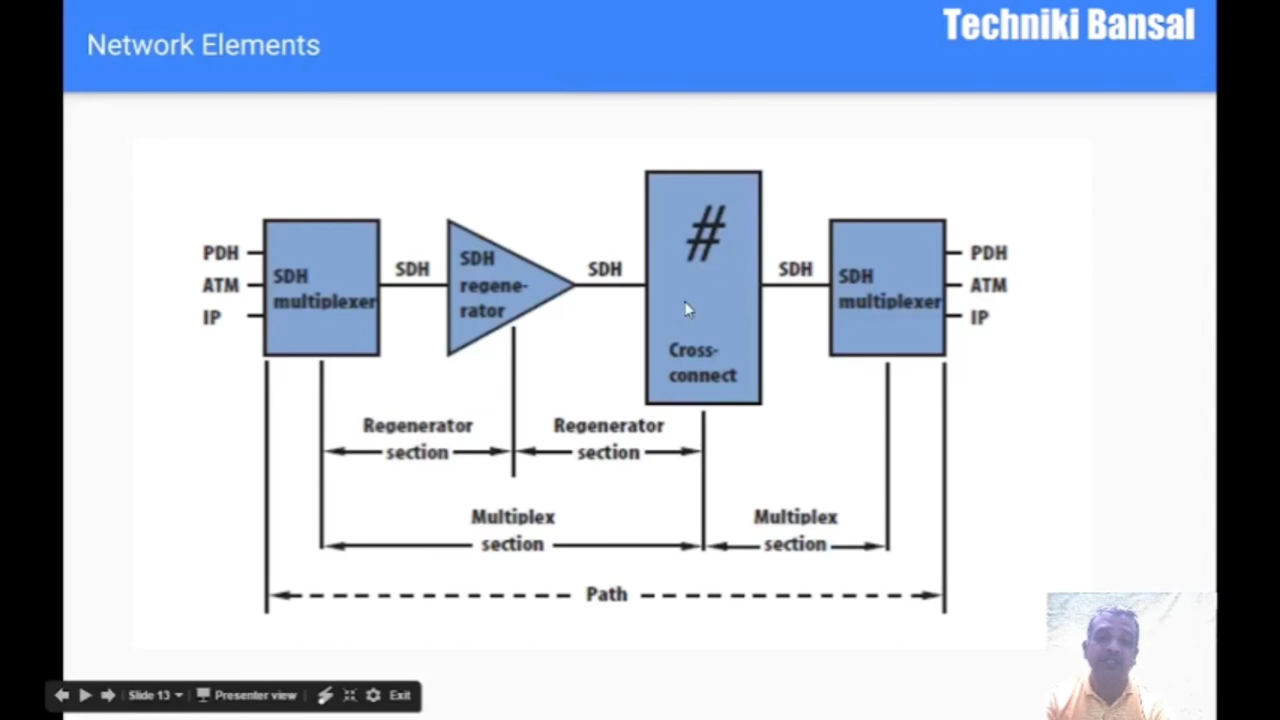 Network Elements
Techniki Bansal
PDH
ATM
IP
SDH
multiplexer
SDH
SDH
regene-
rator
SDH
#
Cross-
connect
SDH
SDH
multiplexer
PDH
ATM
IP
Regenerator
section
Regenerator
section
Multiplex
section
Multiplex
section
Path
Slide 13
Presenter view
Exit